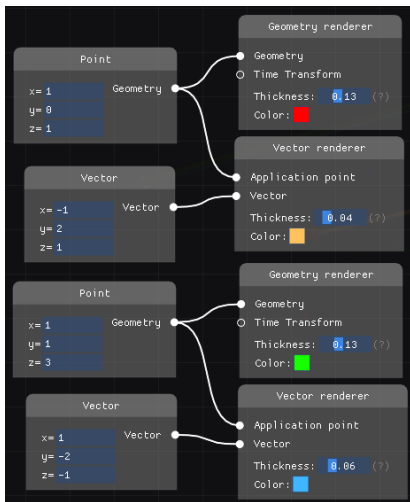 Geometry renderer
Geometry
Time Transform
Thickness: 0.13 (?)
Color:
Point
Geometry
x= 1
y= 0
z= 1
Vector renderer
Application point
Vector
Thickness: 0.04 (?)
Color:
Vector
Vector
x= -1
y= 2
z= 1
Geometry renderer
Geometry
Time Transform
Thickness: 0.13 (?)
Color:
Point
Geometry
x= 1
y= 1
z= 3
Vector renderer
Application point
Vector
Thickness: 0.06 (?)
Color:
Vector
Vector
x= 1
y= -2
z= -1